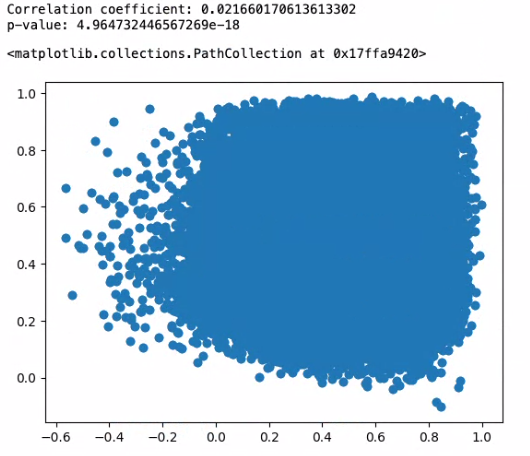 Correlation coefficient: 0.021660170613613302
p-value: 4.964732446567269e-18
<matplotlib.collections.PathCollection at 0x17ffa9420>
1.0
0.8
0.6
0.4
0.2
0.0
−0.6 −0.4 −0.2 0.0 0.2 0.4 0.6 0.8 1.0